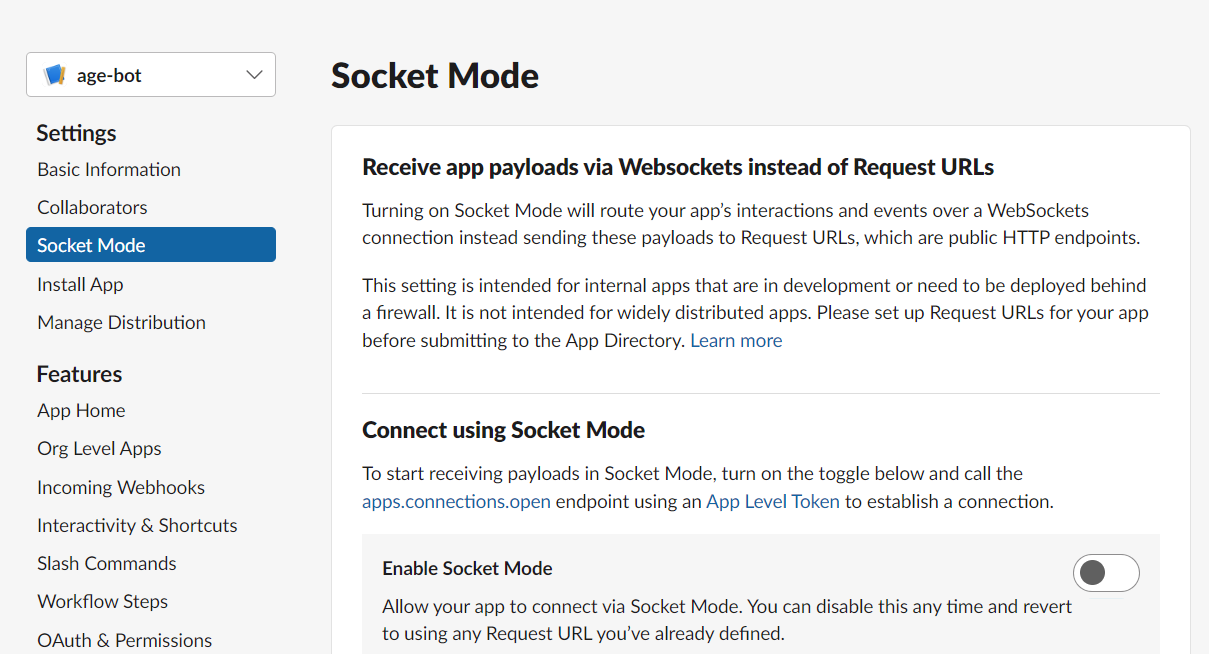 age-bot
Settings
Basic Information
Collaborators
Socket Mode
Install App
Manage Distribution
Features
App Home
Org Level Apps
Incoming Webhooks
Interactivity & Shortcuts
Slash Commands
Workflow Steps
OAuth & Permissions
Socket Mode
Receive app payloads via Websockets instead of Request URLs
Turning on Socket Mode will route your app’s interactions and events over a WebSockets
connection instead sending these payloads to Request URLs, which are public HTTP endpoints.
This setting is intended for internal apps that are in development or need to be deployed behind
a firewall. It is not intended for widely distributed apps. Please set up Request URLs for your app
before submitting to the App Directory. Learn more
Connect using Socket Mode
To start receiving payloads in Socket Mode, turn on the toggle below and call the
apps.connections.open endpoint using an App Level Token to establish a connection.
Enable Socket Mode
Allow your app to connect via Socket Mode. You can disable this any time and revert
to using any Request URL you’ve already defined.